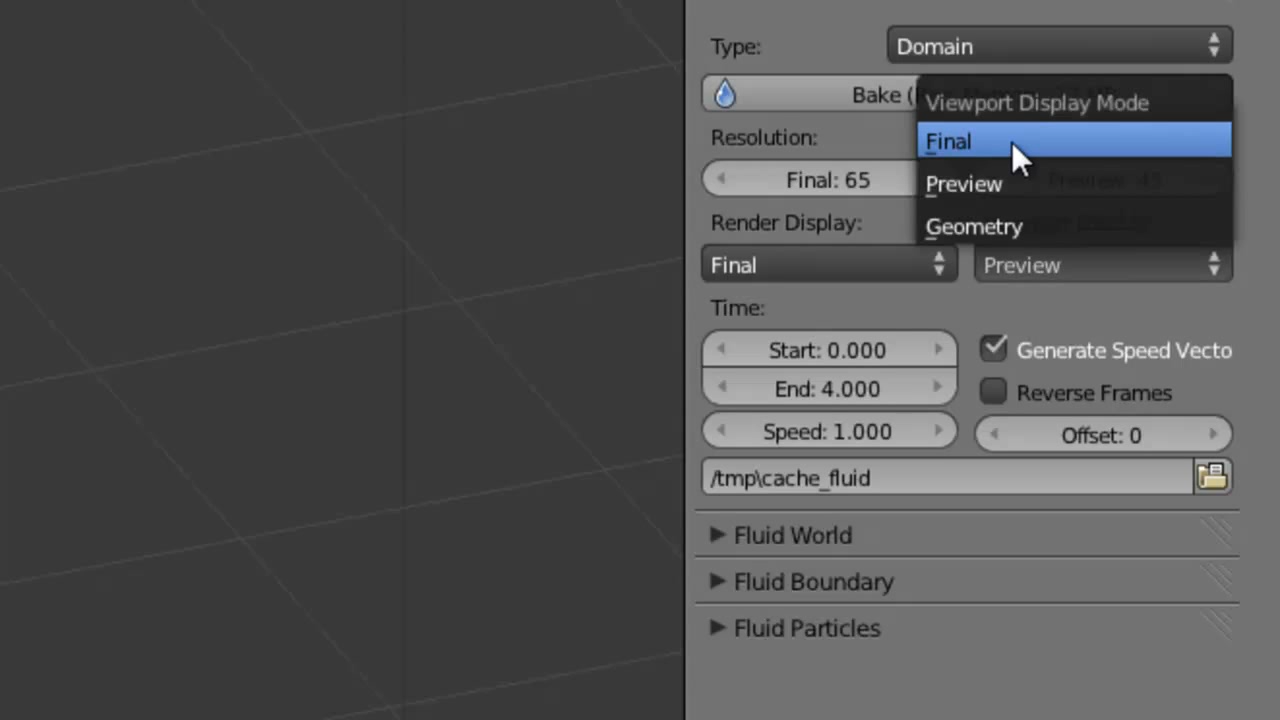 Type: Domain
Bake (
Viewport Display Mode
Final
Resolution:
Final: 65 Preview
Render Display: Geometry
Final Preview
Time:
Start: 0.000 Generate Speed Vecto
End: 4.000 Reverse Frames
Speed: 1.000 Offset: 0
/tmp\cache_fluid
Fluid World
Fluid Boundary
Fluid Particles